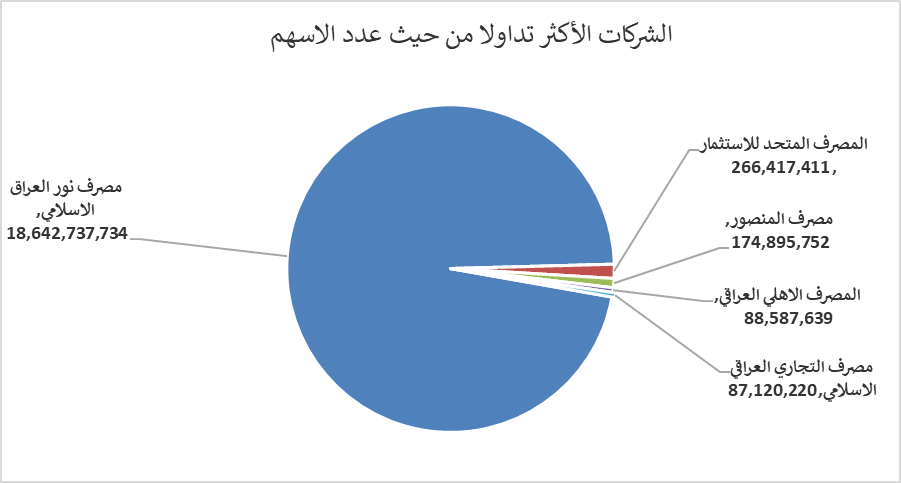 الشركات الأكثر تداولا من حيث عدد الاسهم
المصرف المتحد للاستثمار
266,417,411,
مصرف المنصور,
174,895,752
المصرف الاهلي العراقي,
88,587,639
مصرف التجاري العراقي
الاسلامي,87,120,220
مصرف نور العراق
الاسلامي,
18,642,737,734